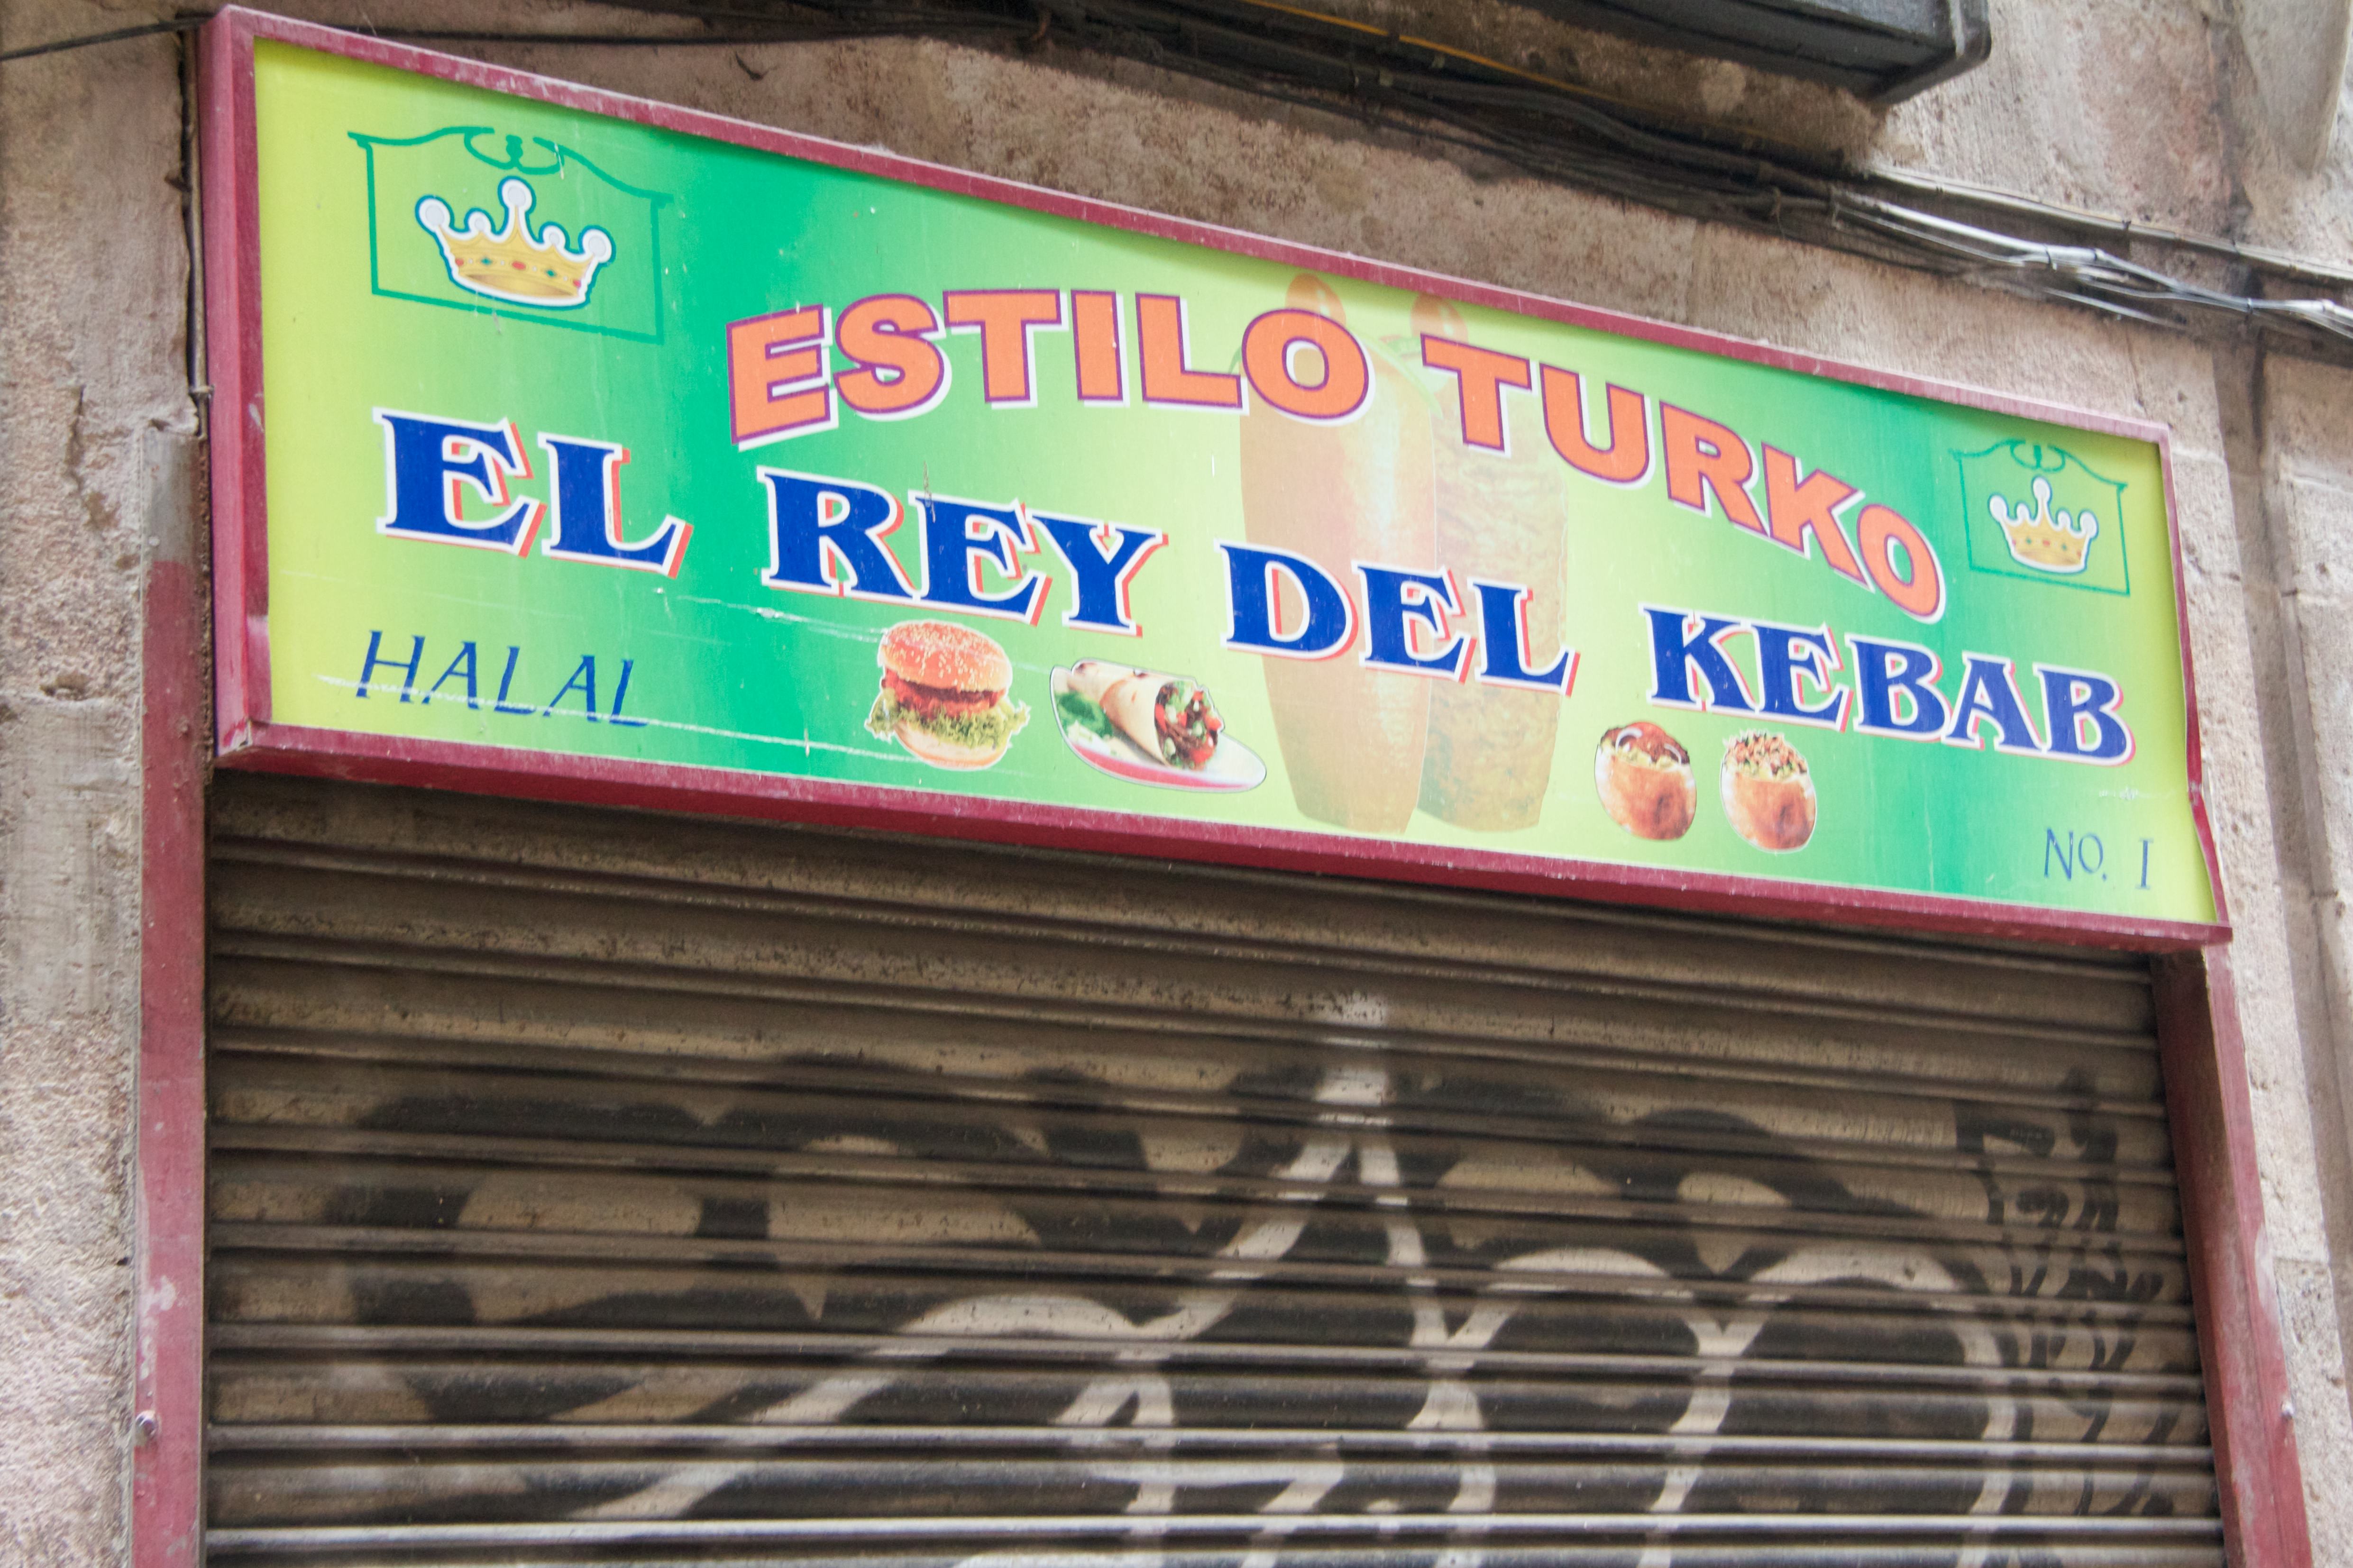 ESTILO TURKO
EL REY DEL KEBAB
HALAL
NO. 1